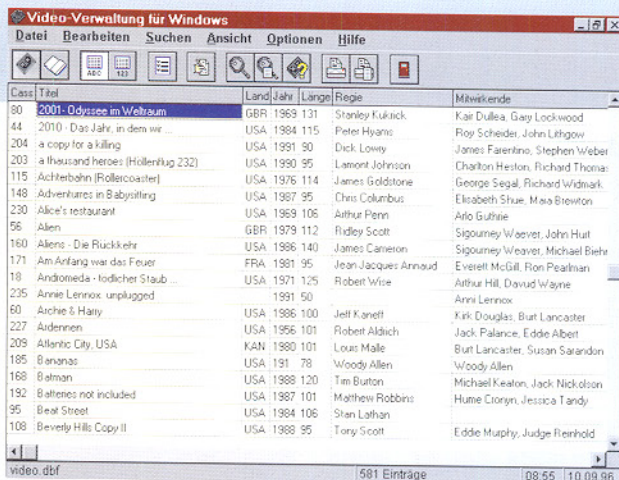 Video-Verwaltung für Windows
Datei Bearbeiten Suchen Ansicht Optionen Hilfe
ABC 123
Cass Titel Land Jahr Länge Regie Mitwirkende
80 2001- Odyssee im Weltraum GBR 1969 131 Stanley Kukrick Kair Dullea, Gary Lockwood
44 2010 - Das Jahr, in dem wir ... USA 1984 115 Peter Hyams Roy Scheider, John Lithgow
204 a copy for a killing USA 1991 90 Dick Lowry James Farentino, Stephen Weber
203 a thausand heroes (Hollenflug 232) USA 1990 95 Lamont Johnson Charlton Heston, Richard Thomas
115 Achterbahn (Rollercoaster) USA 1976 114 James Goldstone George Segal, Richard Widmark
148 Adventurres in Babysitting USA 1987 95 Chris Columbus Elisabeth Shue, Maia Brewton
230 Alice's restaurant USA 1969 106 Arthur Penn Arlo Guthrie
56 Alien GBR 1979 112 Ridley Scott Sigourney Waever, John Hurt
160 Aliens - Die Rückkehr USA 1986 140 James Cameron Sigourney Weaver, Michael Biehr
171 Am Anfang war das Feuer FRA 1981 95 Jean Jacques Annaud Everett McGill, Ron Pearlman
18 Andromeda - todlicher Staub ... USA 1971 125 Robert Wise Arthur Hill, Davud Wayne
235 Annie Lennox: unplugged 1991 50 Anni Lennox
60 Archie & Harry USA 1986 100 Jeff Kaneff Kirk Douglas, Burt Lancaster
227 Ardennen USA 1956 101 Robert Aldrich Jack Palance, Eddie Albert
209 Atlantic City, USA KAN 1980 101 Louis Malle Burt Lancaster, Susan Sarandon
185 Bananas USA 191 78 Woody Allen Woody Allen
168 Batman USA 1988 120 Tim Burton Michael Keaton, Jack Nickolson
192 Batteries not included USA 1987 101 Matthew Robbins Hume Cronyn, Jessica Tandy
95 Beat Street USA 1984 106 Stan Lathan
108 Beverly Hills Cop II USA 1988 95 Tony Scott Eddie Murphy, Judge Reinhold
video.dbf 581 Einträge 08:55 10.09.96